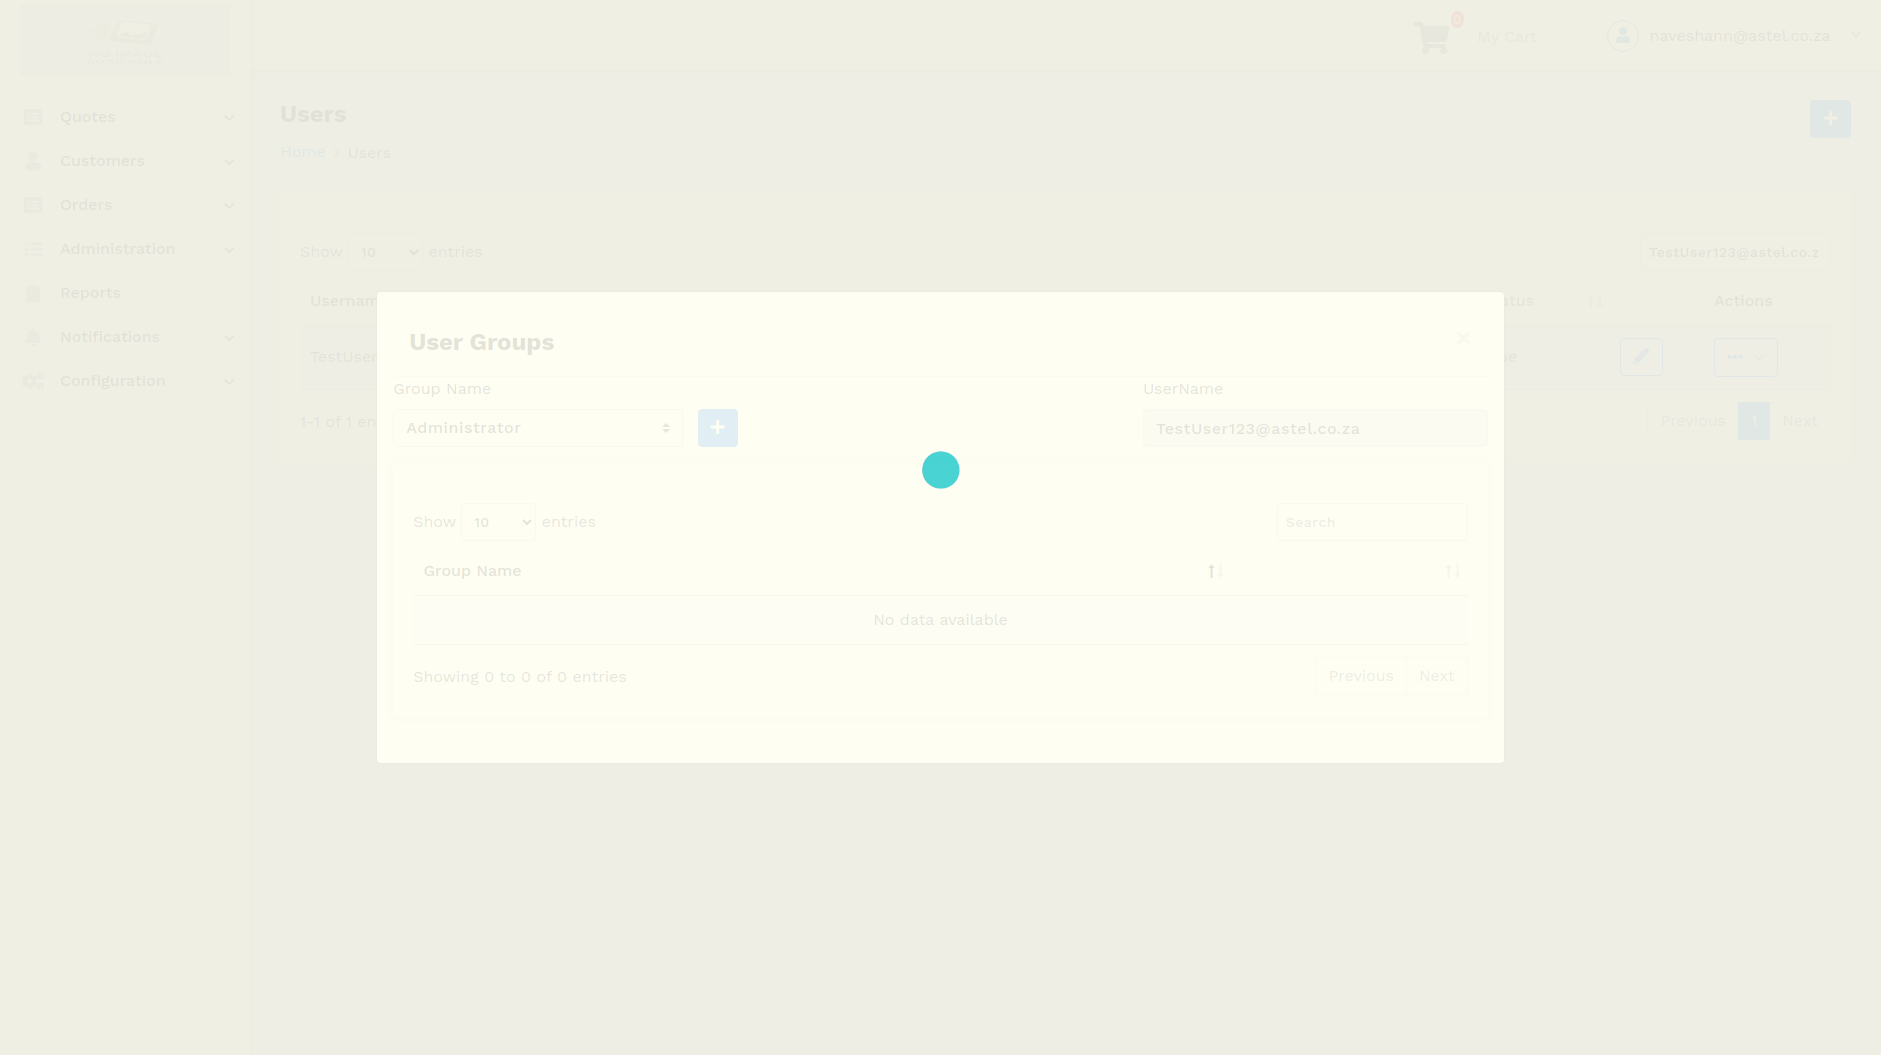 0
My Cart
naveshann@astel.co.za
Quotes
Customers
Orders
Administration
Reports
Notifications
Configuration
Users
Home Users
Show 10 entries
TestUser123@astel.co.z
Actions
1-1 of 1 en
Previous 1 Next
User Groups
Group Name
UserName
Administrator
TestUser123@astel.co.za
Show 10 entries
Search
Group Name
No data available
Showing 0 to 0 of 0 entries
Previous Next